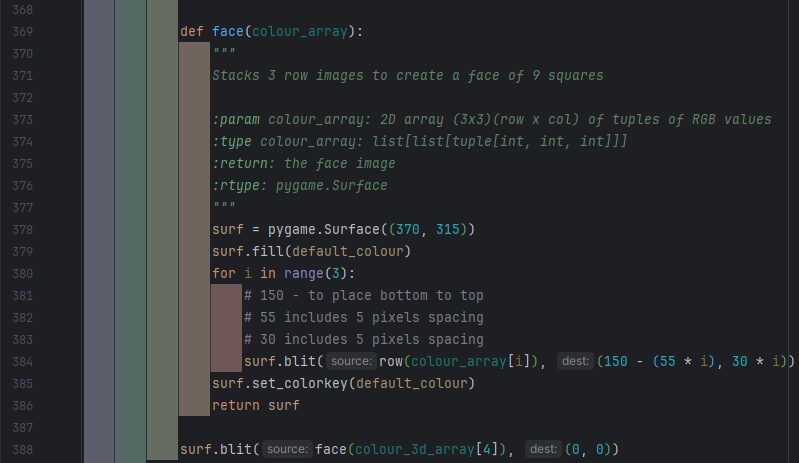 368
369 def face(colour_array):
370 """
371 Stacks 3 row images to create a face of 9 squares
372
373 :param colour_array: 2D array (3x3)(row x col) of tuples of RGB values
374 :type colour_array: list[list[tuple[int, int, int]]]
375 :return: the face image
376 :rtype: pygame.Surface
377 """
378 surf = pygame.Surface((370, 315))
379 surf.fill(default_colour)
380 for i in range(3):
381 # 150 - to place bottom to top
382 # 55 includes 5 pixels spacing
383 # 30 includes 5 pixels spacing
384 surf.blit( source: row(colour_array[i]), dest: (150 - (55 * i), 30 * i))
385 surf.set_colorkey(default_colour)
386 return surf
387
388 surf.blit( source: face(colour_3d_array[4]), dest: (0, 0))